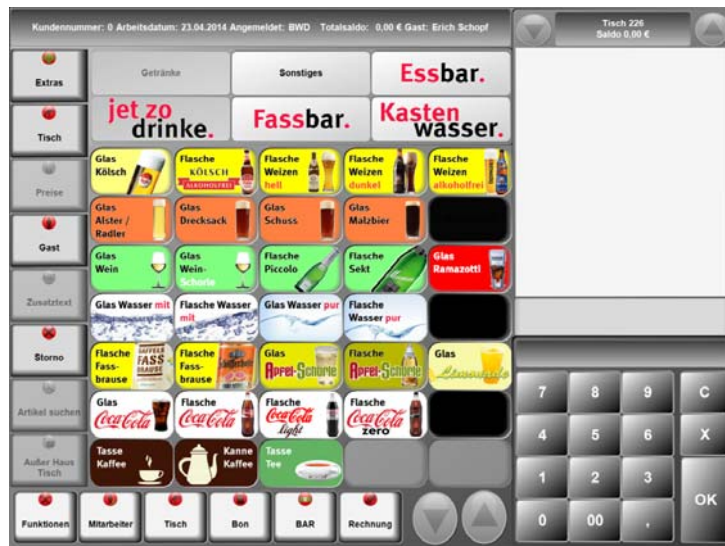 Kundennummer: 0 Arbeitsdatum: 23.04.2014 Angemeldet: BWD Totalsaldo: 0,00 € Gast: Erich Schopf
Tisch 226
Saldo 0,00 €
Extras
Tisch
Preise
Gast
Zusatztext
Storno
Artikel suchen
Außer Haus
Tisch
Getränke
Sonstiges
Essbar.
jet zo
drinke.
Fassbar.
Kasten
wasser.
Glas
Kölsch
Flasche
KÖLSCH
ALKOHOLFREI
Flasche
Weizen
hell
Flasche
Weizen
dunkel
Flasche
Weizen
alkoholfrei
Glas
Alster /
Radler
Glas
Drecksack
Glas
Schuss
Glas
Malzbier
Glas
Wein
Glas
Wein-
Schorle
Flasche
Piccolo
Flasche
Sekt
Glas
Ramazotti
Glas Wasser mit
Flasche Wasser
mit
Glas Wasser pur
Flasche
Wasser pur
Flasche
Fass-
brause
GAFFELS
FASS
BRAUSE
Flasche
Fass-
brause
Glas
Apfel-Schorle
Flasche
Apfel-Schorle
Glas
Limonade
Glas
Coca-Cola
Flasche
Coca-Cola
Flasche
Coca-Cola
light
Flasche
Coca-Cola
zero
Tasse
Kaffee
Kanne
Kaffee
Tasse
Tee
7 8 9 C
4 5 6 X
1 2 3
OK
0 00 ,
Funktionen
Mitarbeiter
Tisch
Bon
BAR
Rechnung